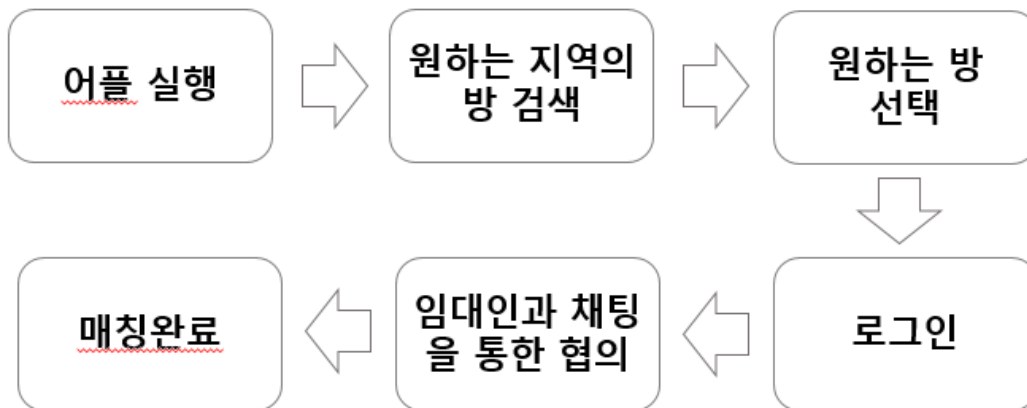 어플 실행
원하는 지역의
방 검색
원하는 방
선택
로그인
임대인과 채팅
을 통한 협의
매칭완료